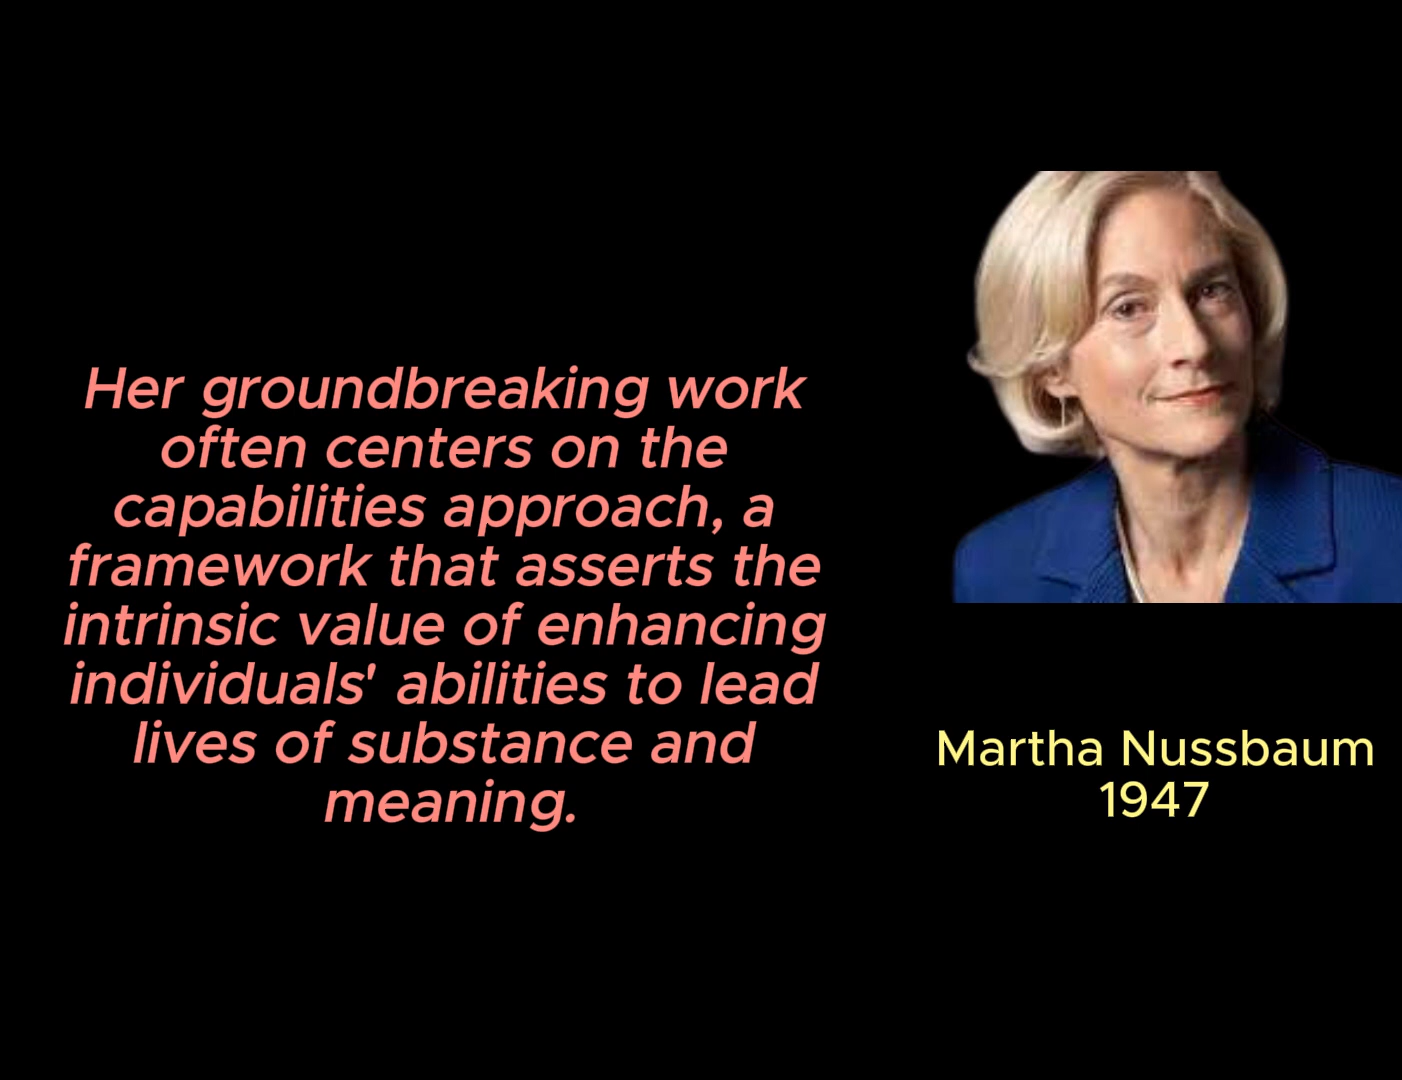 Her groundbreaking work
often centers on the
capabilities approach, a
framework that asserts the
intrinsic value of enhancing
individuals' abilities to lead
lives of substance and
meaning.
Martha Nussbaum
1947